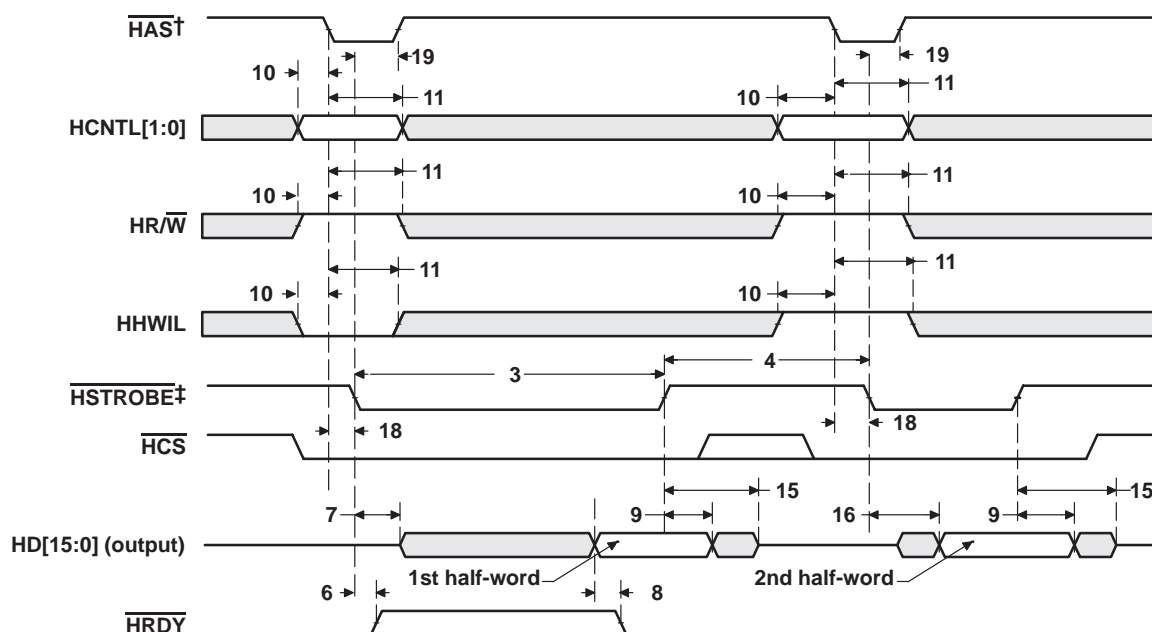 HAS†
19
19
10
11
10
11
HCNTL[1:0]
11
11
10
10
HR/W
11
11
10
10
HHWIL
3
4
HSTROBE‡
18
18
HCS
15
15
7
9
16
9
HD[15:0] (output)
1st half-word
2nd half-word
6
8
HRDY